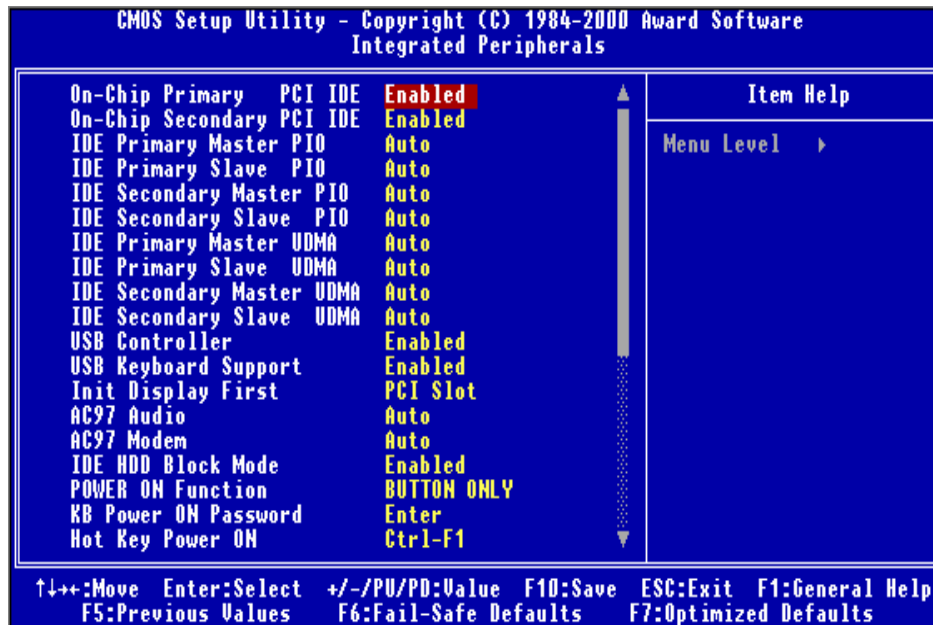 CMOS Setup Utility - Copyright (C) 1984-2000 Award Software
Integrated Peripherals
On-Chip Primary PCI IDE Enabled
On-Chip Secondary PCI IDE Enabled
IDE Primary Master PIO Auto
IDE Primary Slave PIO Auto
IDE Secondary Master PIO Auto
IDE Secondary Slave PIO Auto
IDE Primary Master UDMA Auto
IDE Primary Slave UDMA Auto
IDE Secondary Master UDMA Auto
IDE Secondary Slave UDMA Auto
USB Controller Enabled
USB Keyboard Support Enabled
Init Display First PCI Slot
AC97 Audio Auto
AC97 Modem Auto
IDE HDD Block Mode Enabled
POWER ON Function BUTTON ONLY
KB Power ON Password Enter
Hot Key Power ON Ctrl-F1
Item Help
Menu Level ▸
↑↓→←:Move Enter:Select +/-/PU/PD:Value F10:Save ESC:Exit F1:General Help
F5:Previous Values F6:Fail-Safe Defaults F7:Optimized Defaults